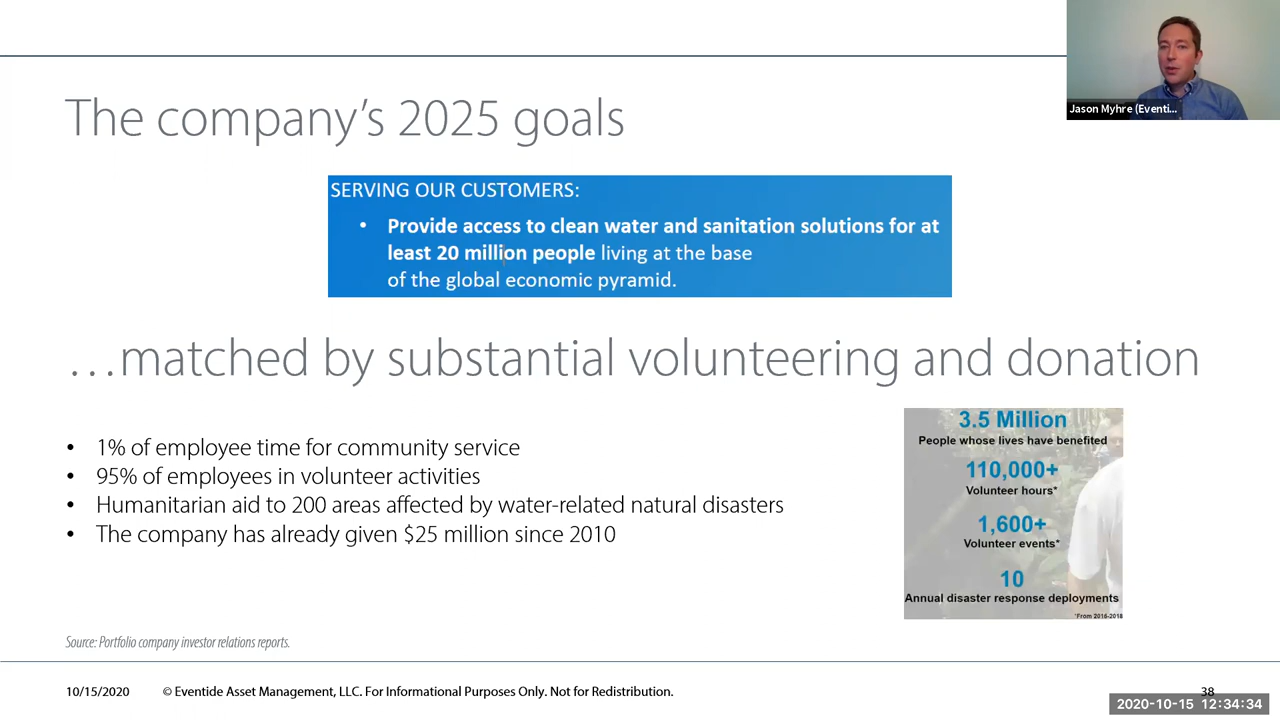 Jason Myhre (Eventi...
The company's 2025 goals
SERVING OUR CUSTOMERS:
• Provide access to clean water and sanitation solutions for at
least 20 million people living at the base
of the global economic pyramid.
...matched by substantial volunteering and donation
• 1% of employee time for community service
• 95% of employees in volunteer activities
• Humanitarian aid to 200 areas affected by water-related natural disasters
• The company has already given $25 million since 2010
3.5 Million
People whose lives have benefited
110,000+
Volunteer hours*
1,600+
Volunteer events*
10
Annual disaster response deployments
*From 2016-2018
Source: Portfolio company investor relations reports.
10/15/2020 © Eventide Asset Management, LLC. For Informational Purposes Only. Not for Redistribution. 38
2020-10-15 12:34:34